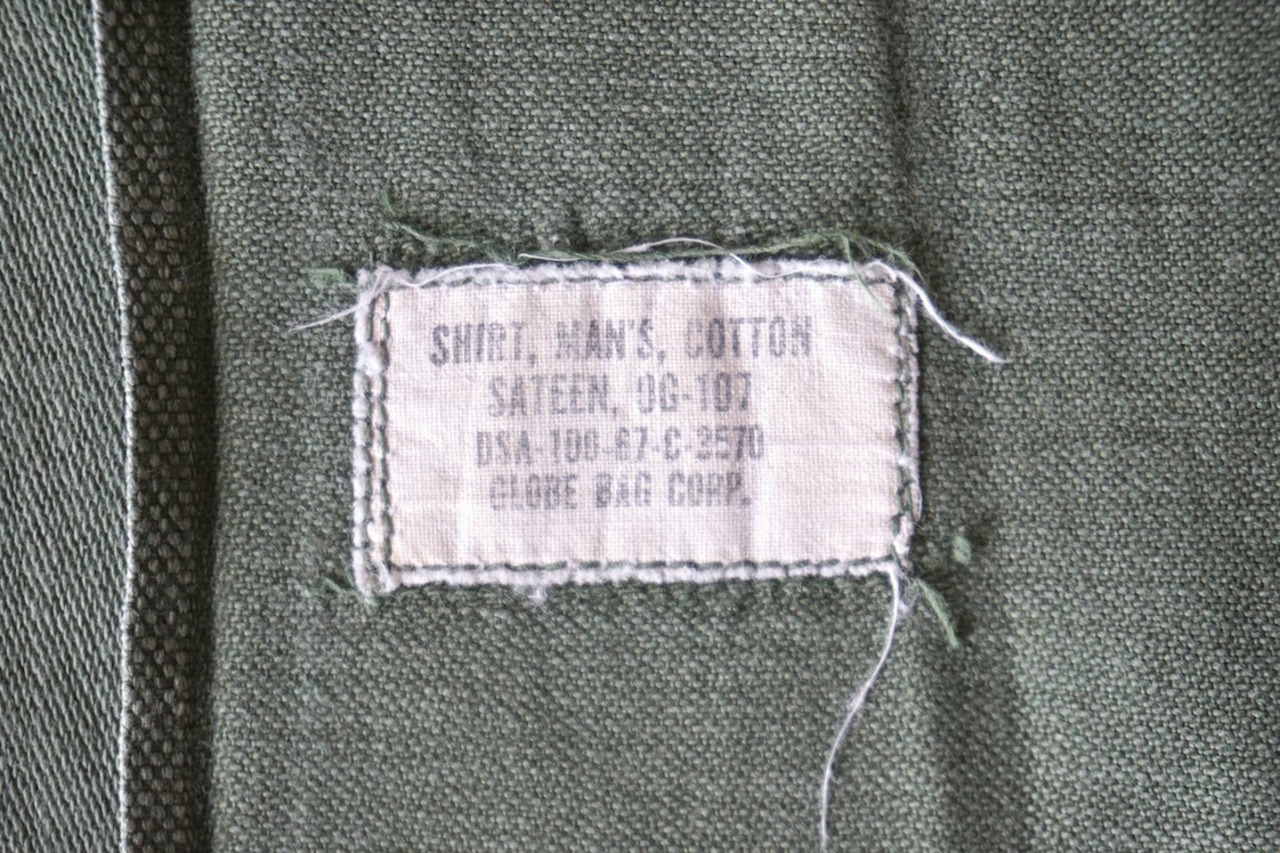 SHIRT, MAN'S, COTTON
SATEEN, OG-107
DSA-100-67-C-2570
GLOBE BAG CORP.